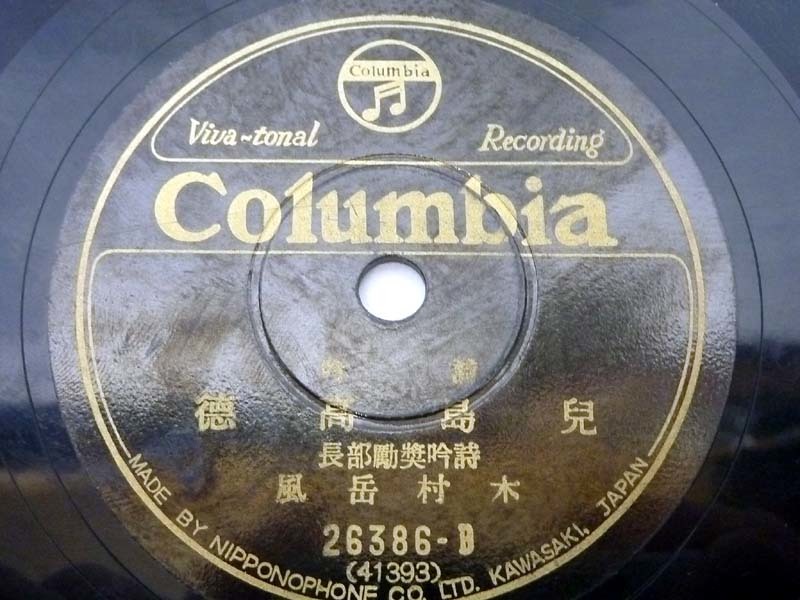 Columbia
Viva-tonal Recording
Columbia
詩吟
兒島高德
詩吟獎勵部長
木村岳風
26386-B
(41393)
MADE BY NIPPONOPHONE CO., LTD. KAWASAKI, JAPAN